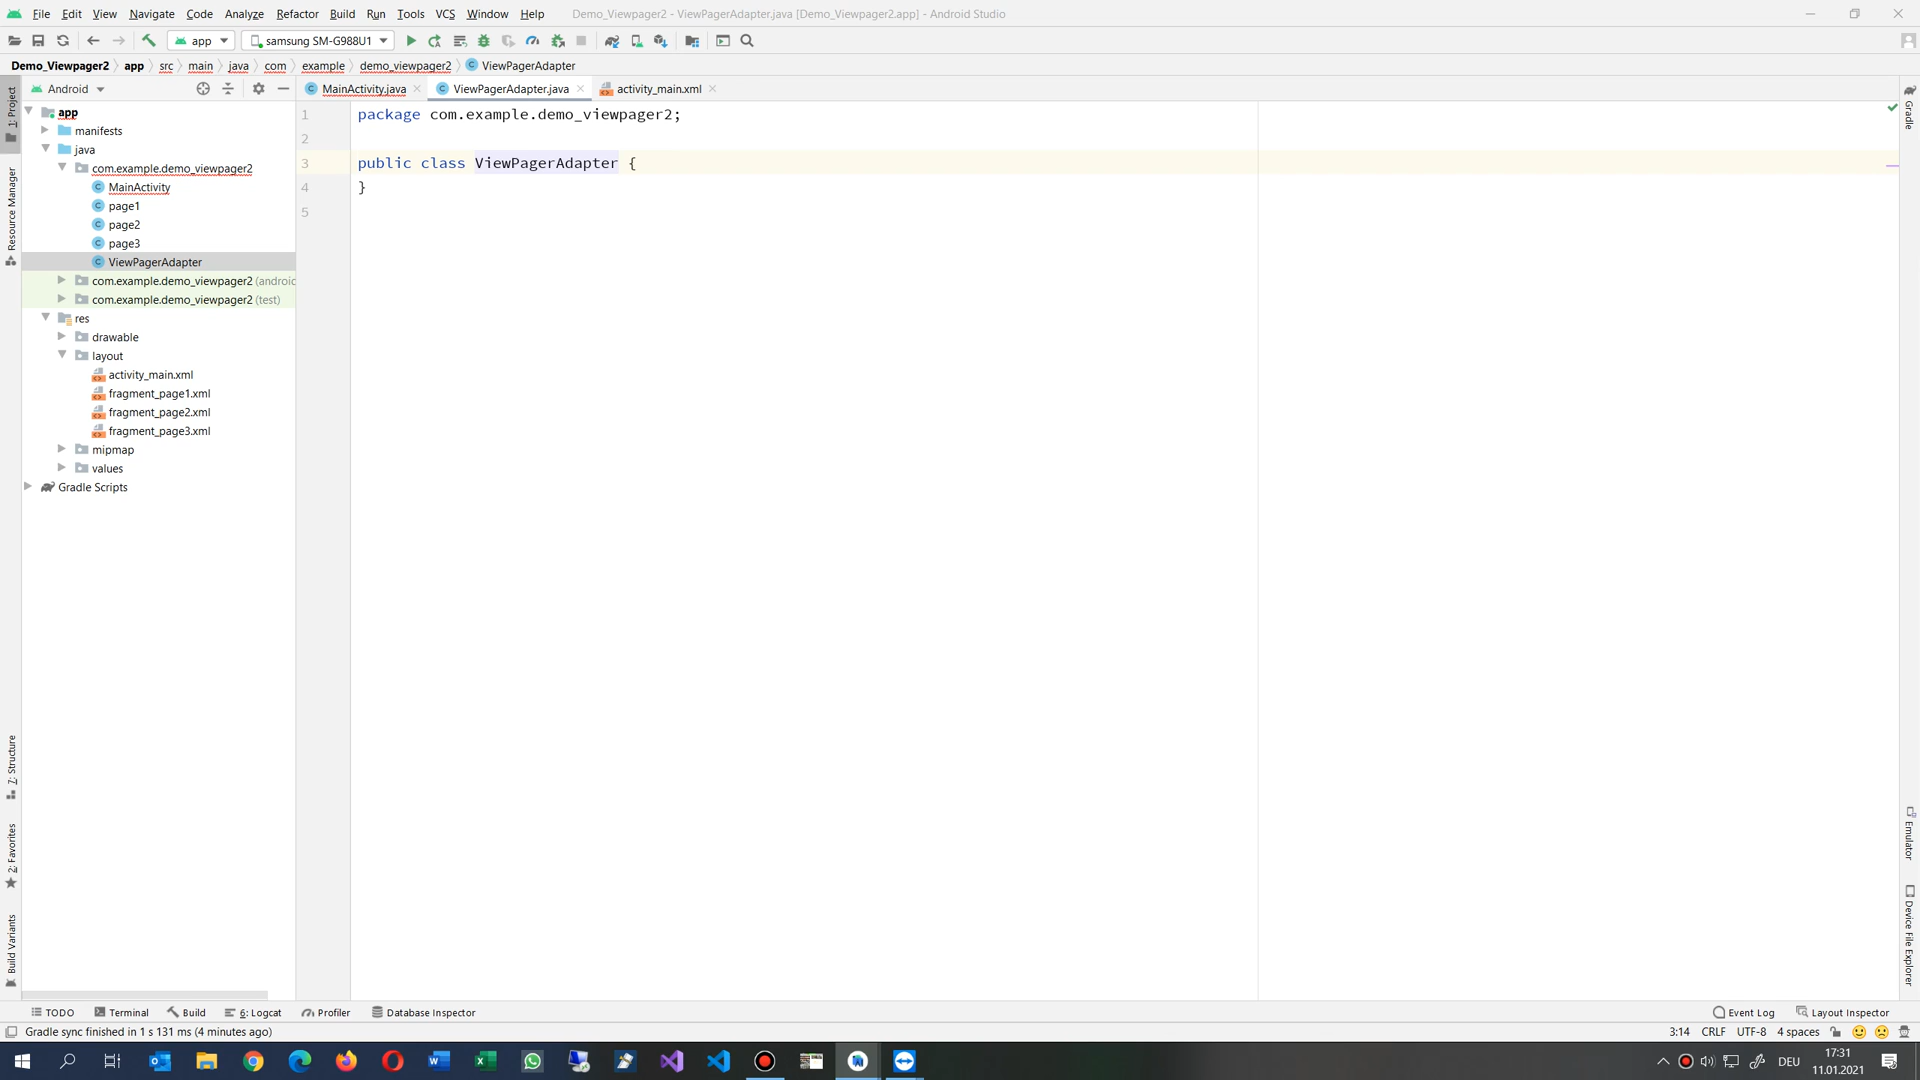 File Edit View Navigate Code Analyze Refactor Build Run Tools VCS Window Help Demo_Viewpager2 - ViewPagerAdapter.java [Demo_Viewpager2.app] - Android Studio
app samsung SM-G988U1
Demo_Viewpager2 app src main java com example demo_viewpager2 ViewPagerAdapter
Android MainActivity.java ViewPagerAdapter.java activity_main.xml
1: Project
Resource Manager
7: Structure
2: Favorites
Build Variants
app
manifests
java
com.example.demo_viewpager2
MainActivity
page1
page2
page3
ViewPagerAdapter
com.example.demo_viewpager2 (androic
com.example.demo_viewpager2 (test)
res
drawable
layout
activity_main.xml
fragment_page1.xml
fragment_page2.xml
fragment_page3.xml
mipmap
values
Gradle Scripts
1 package com.example.demo_viewpager2;
2
3 public class ViewPagerAdapter {
4 }
5
Gradle
Emulator
Device File Explorer
TODO Terminal Build 6: Logcat Profiler Database Inspector Event Log Layout Inspector
Gradle sync finished in 1 s 131 ms (4 minutes ago) 3:14 CRLF UTF-8 4 spaces
DEU 17:31
11.01.2021